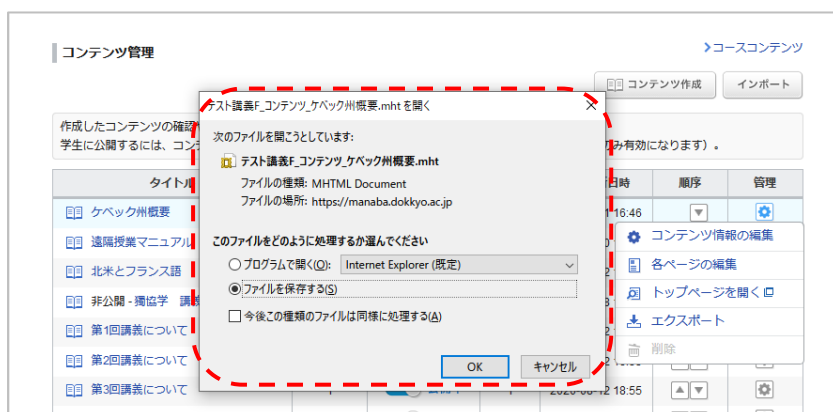 コンテンツ管理
コースコンテンツ
コンテンツ作成
インポート
テスト講義F_コンテンツ_ケベック州概要.mht を開く
作成したコンテンツの確認
次のファイルを開こうとしています:
学生に公開するには、コン
のみ有効になります）。
テスト講義F_コンテンツ_ケベック州概要.mht
ファイルの種類: MHTML Document
ファイルの場所: https://manaba.dokkyo.ac.jp
タイトル
日時
順序
管理
ケベック州概要
16:46
遠隔授業マニュアル
このファイルをどのように処理するか選んでください
コンテンツ情報の編集
プログラムで開く(O):
Internet Explorer (既定)
各ページの編集
北米とフランス語
ファイルを保存する(S)
トップページを開く
非公開 - 獨協学
今後この種類のファイルは同様に処理する(A)
エクスポート
第1回講義について
削除
第2回講義について
OK
キャンセル
第3回講義について
18:55